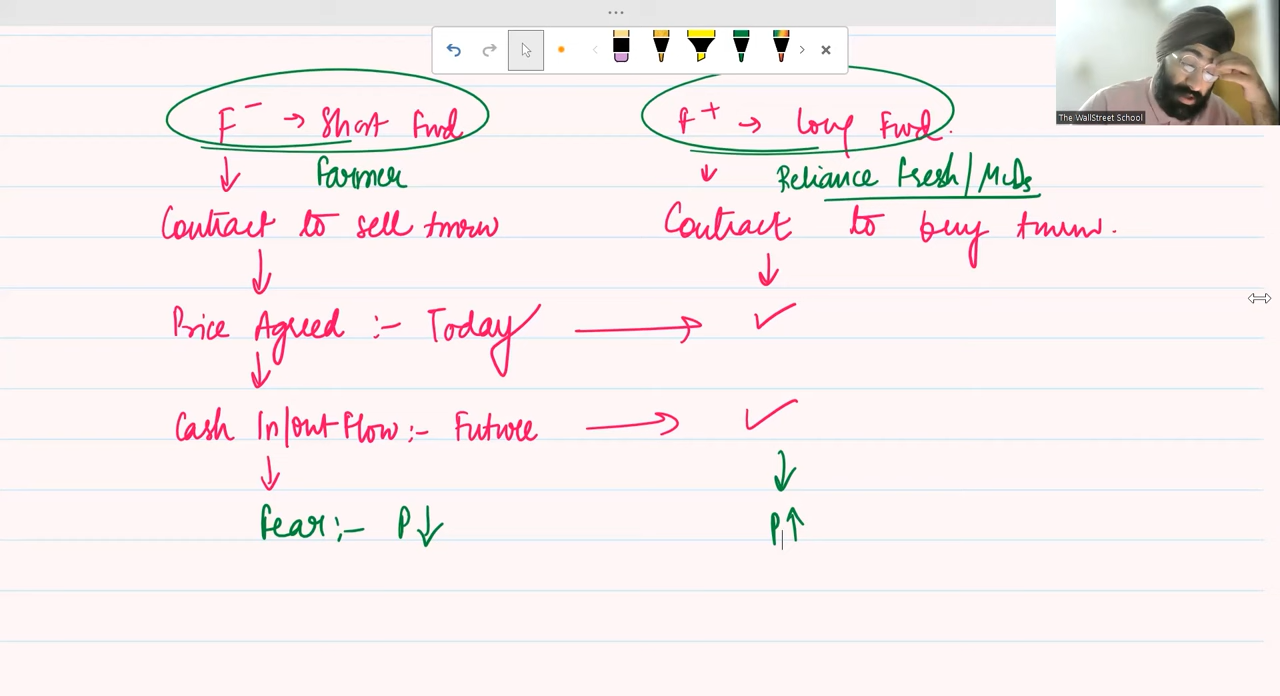 F⁻ → Short Fwd
F⁺ → Long Fwd.
Farmer
Reliance Fresh/McDs
Contract to sell tmrw
Contract to buy tmrw.
Price Agreed :- Today → ✓
Cash In/out Flow :- Future → ✓
Fear :- P↓
P↑
The WallStreet School